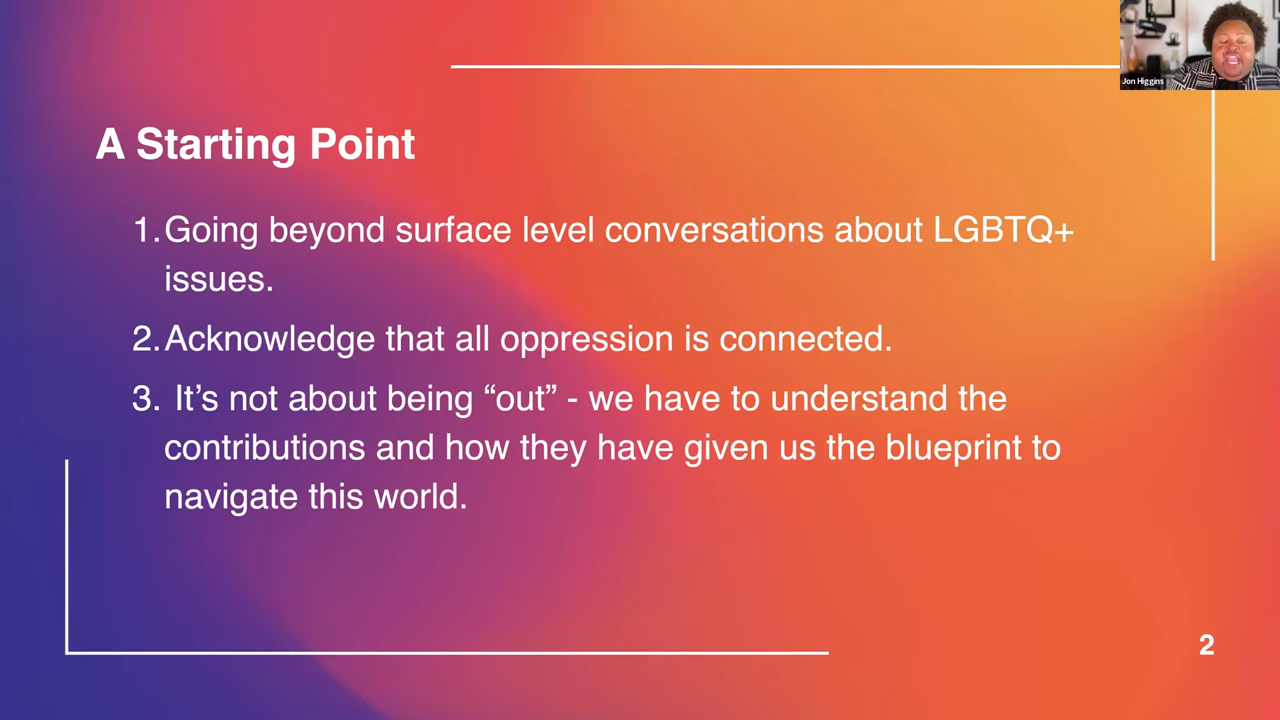 Jon Higgins
A Starting Point
1. Going beyond surface level conversations about LGBTQ+
issues.
2. Acknowledge that all oppression is connected.
3. It’s not about being “out” - we have to understand the
contributions and how they have given us the blueprint to
navigate this world.
2